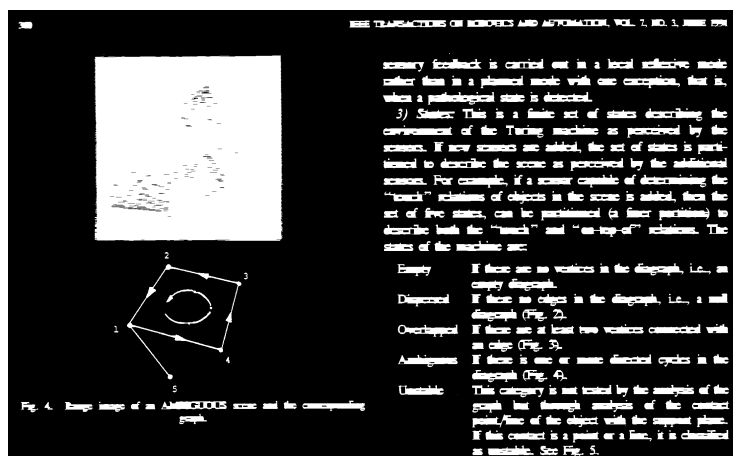 300
IEEE TRANSACTIONS ON ROBOTICS AND AUTOMATION, VOL. 7, NO. 3, JUNE 1991
2
3
1
4
5
Fig. 4. Range image of an AMBIGUOUS scene and the corresponding
graph.
sensory feedback is carried out in a local reflective mode
rather than in a planned mode with one exception, that is,
when a pathological state is detected.
3) States: This is a finite set of states describing the
environment of the Turing machine as perceived by the
sensors. If new sensors are added, the set of states is parti-
tioned to describe the scene as perceived by the additional
sensors. For example, if a sensor capable of determining the
"touch" relations of objects in the scene is added, then the
set of five states, can be partitioned (a finer partition) to
describe both the "touch" and "on-top-of" relations. The
states of the machine are:
Empty If there are no vertices in the diagraph, i.e., an
empty diagraph.
Dispersed If there no edges in the diagraph, i.e., a null
diagraph (Fig. 2).
Overlapped If there are at least two vertices connected with
an edge (Fig. 3).
Ambiguous If there is one or more directed cycles in the
diagraph (Fig. 4).
Unstable This category is not tested by the analysis of the
graph but through analysis of the contact
point/line of the object with the support plane.
If this contact is a point or a line, it is classified
as unstable. See Fig. 5.